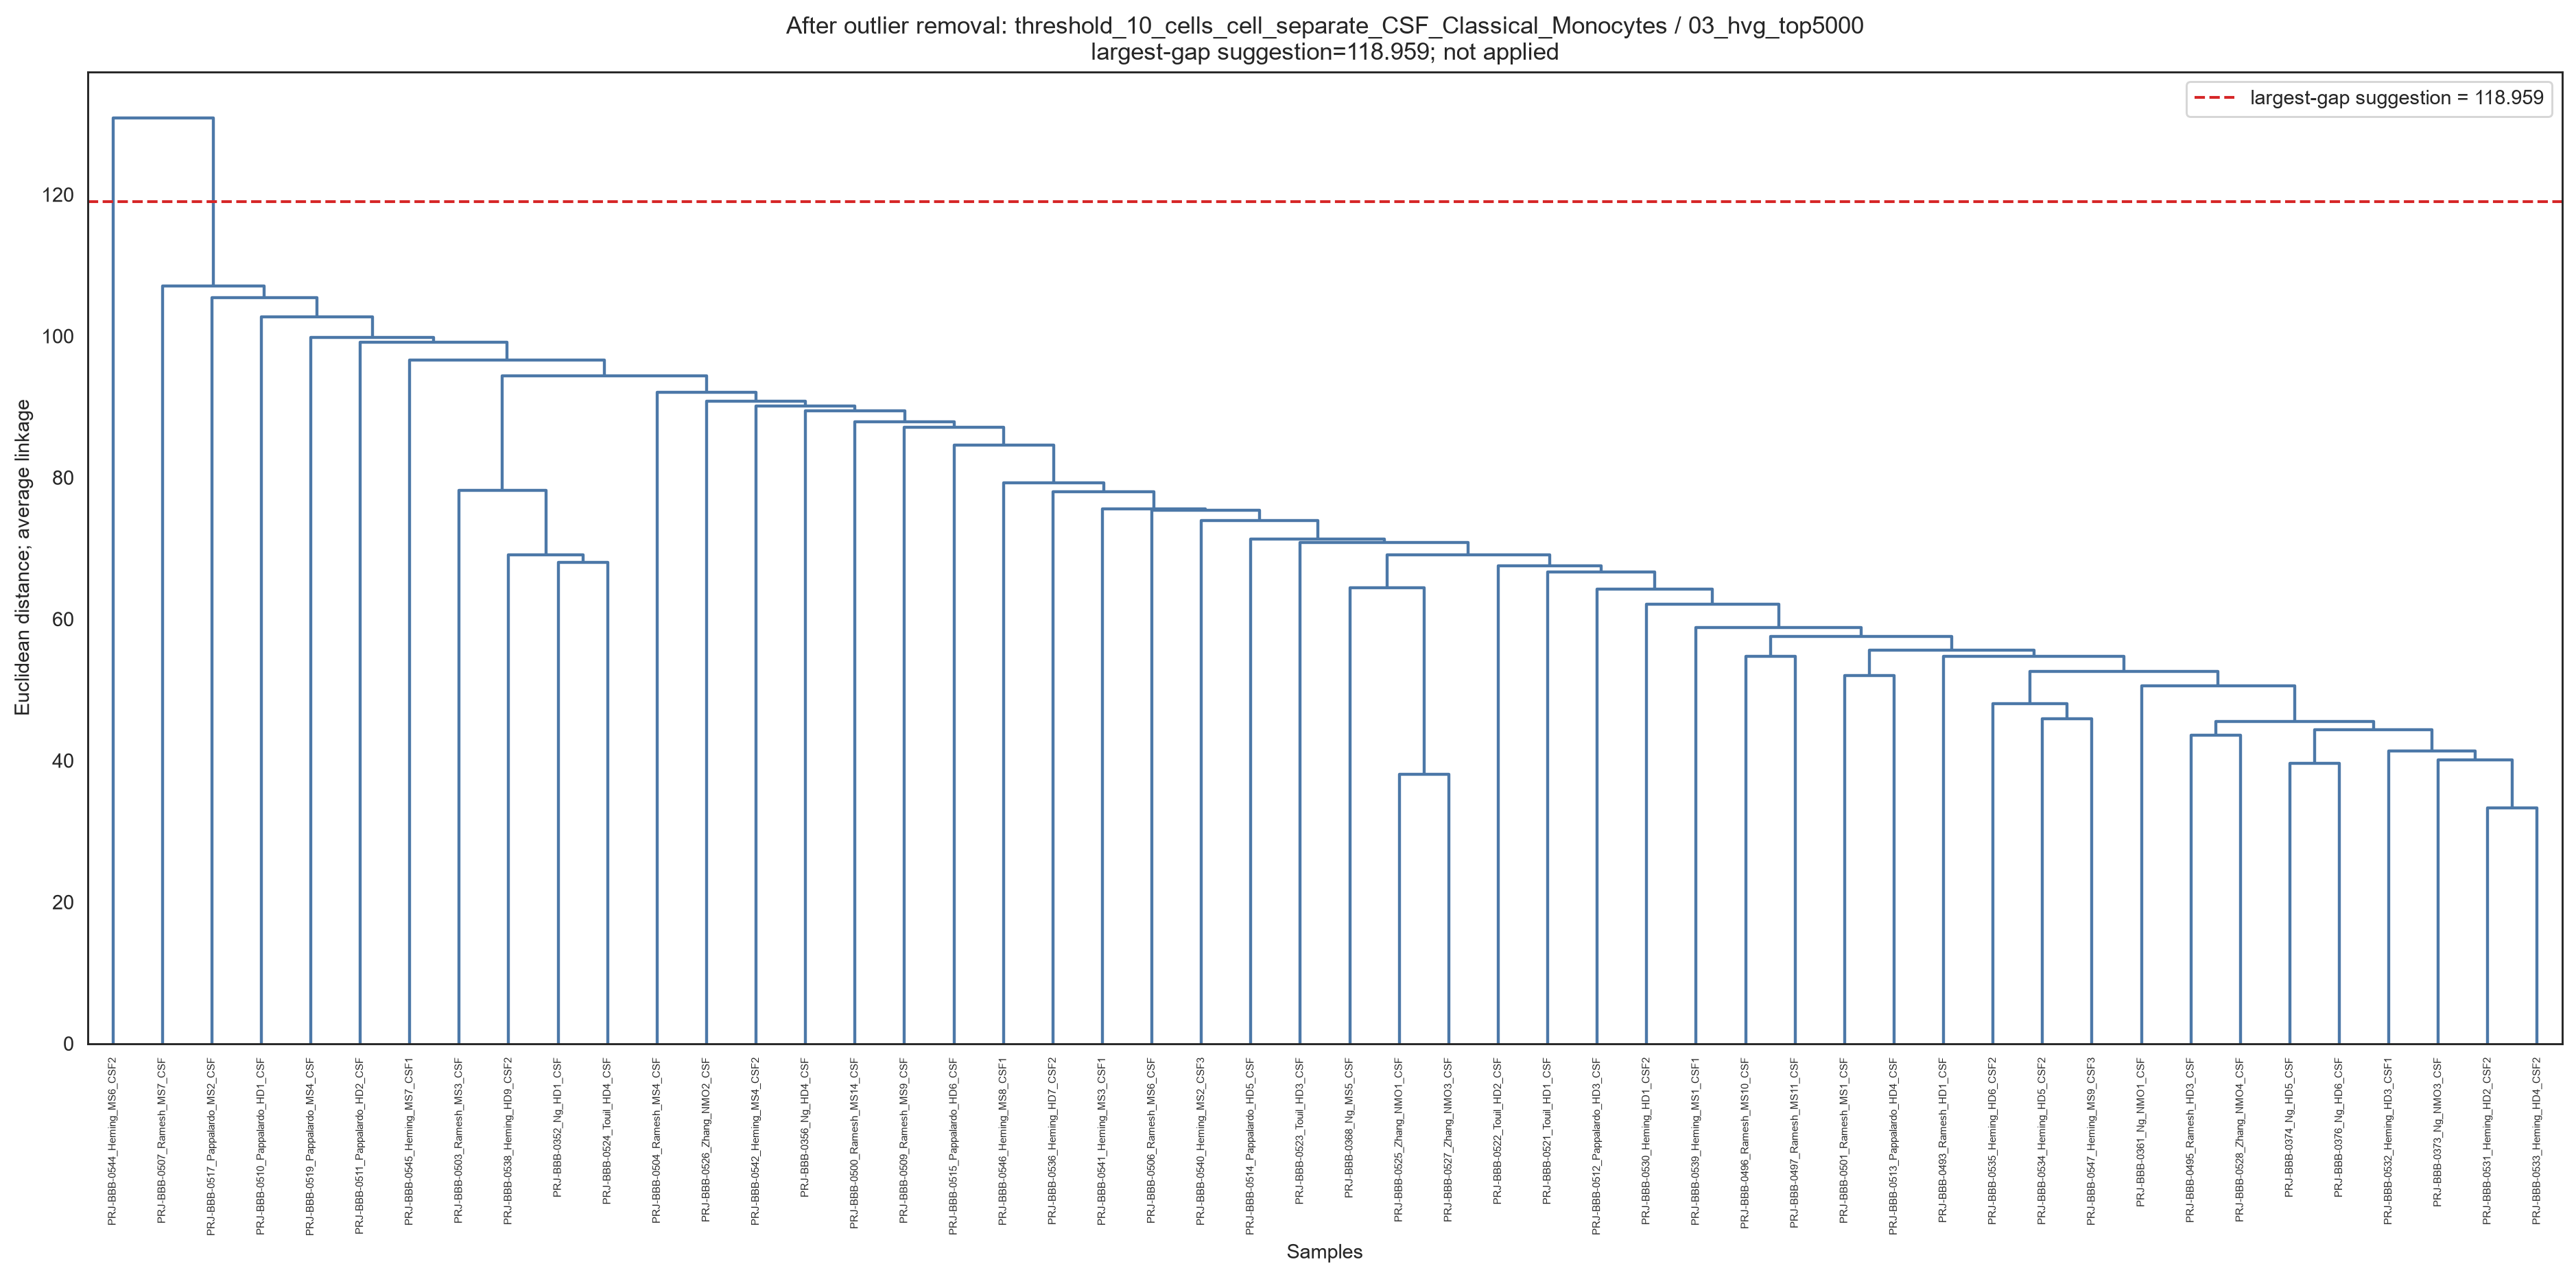 After outlier removal: threshold_10_cells_cell_separate_CSF_Classical_Monocytes / 03_hvg_top5000
largest-gap suggestion=118.959; not applied
largest-gap suggestion = 118.959
Euclidean distance; average linkage
120
100
80
60
40
20
0
PRJ-BBB-0544_Heming_MS6_CSF2
PRJ-BBB-0507_Ramesh_MS7_CSF
PRJ-BBB-0517_Pappalardo_MS2_CSF
PRJ-BBB-0510_Pappalardo_HD1_CSF
PRJ-BBB-0519_Pappalardo_MS4_CSF
PRJ-BBB-0511_Pappalardo_HD2_CSF
PRJ-BBB-0545_Heming_MS7_CSF1
PRJ-BBB-0503_Ramesh_MS3_CSF
PRJ-BBB-0538_Heming_HD9_CSF2
PRJ-BBB-0352_Ng_HD1_CSF
PRJ-BBB-0524_Touil_HD4_CSF
PRJ-BBB-0504_Ramesh_MS4_CSF
PRJ-BBB-0526_Zhang_NMO2_CSF
PRJ-BBB-0542_Heming_MS4_CSF2
PRJ-BBB-0356_Ng_HD4_CSF
PRJ-BBB-0500_Ramesh_MS14_CSF
PRJ-BBB-0509_Ramesh_MS9_CSF
PRJ-BBB-0515_Pappalardo_HD6_CSF
PRJ-BBB-0546_Heming_MS8_CSF1
PRJ-BBB-0536_Heming_HD7_CSF2
PRJ-BBB-0541_Heming_MS3_CSF1
PRJ-BBB-0506_Ramesh_MS6_CSF
PRJ-BBB-0540_Heming_MS2_CSF3
PRJ-BBB-0514_Pappalardo_HD5_CSF
PRJ-BBB-0523_Touil_HD3_CSF
PRJ-BBB-0368_Ng_MS5_CSF
PRJ-BBB-0525_Zhang_NMO1_CSF
PRJ-BBB-0527_Zhang_NMO3_CSF
PRJ-BBB-0522_Touil_HD2_CSF
PRJ-BBB-0521_Touil_HD1_CSF
PRJ-BBB-0512_Pappalardo_HD3_CSF
PRJ-BBB-0530_Heming_HD1_CSF2
PRJ-BBB-0539_Heming_MS1_CSF1
PRJ-BBB-0496_Ramesh_MS10_CSF
PRJ-BBB-0497_Ramesh_MS11_CSF
PRJ-BBB-0501_Ramesh_MS1_CSF
PRJ-BBB-0513_Pappalardo_HD4_CSF
PRJ-BBB-0493_Ramesh_HD1_CSF
PRJ-BBB-0535_Heming_HD6_CSF2
PRJ-BBB-0534_Heming_HD5_CSF2
PRJ-BBB-0547_Heming_MS9_CSF3
PRJ-BBB-0361_Ng_NMO1_CSF
PRJ-BBB-0495_Ramesh_HD3_CSF
PRJ-BBB-0528_Zhang_NMO4_CSF
PRJ-BBB-0374_Ng_HD5_CSF
PRJ-BBB-0376_Ng_HD6_CSF
PRJ-BBB-0532_Heming_HD3_CSF1
PRJ-BBB-0373_Ng_NMO3_CSF
PRJ-BBB-0531_Heming_HD2_CSF2
PRJ-BBB-0533_Heming_HD4_CSF2
Samples